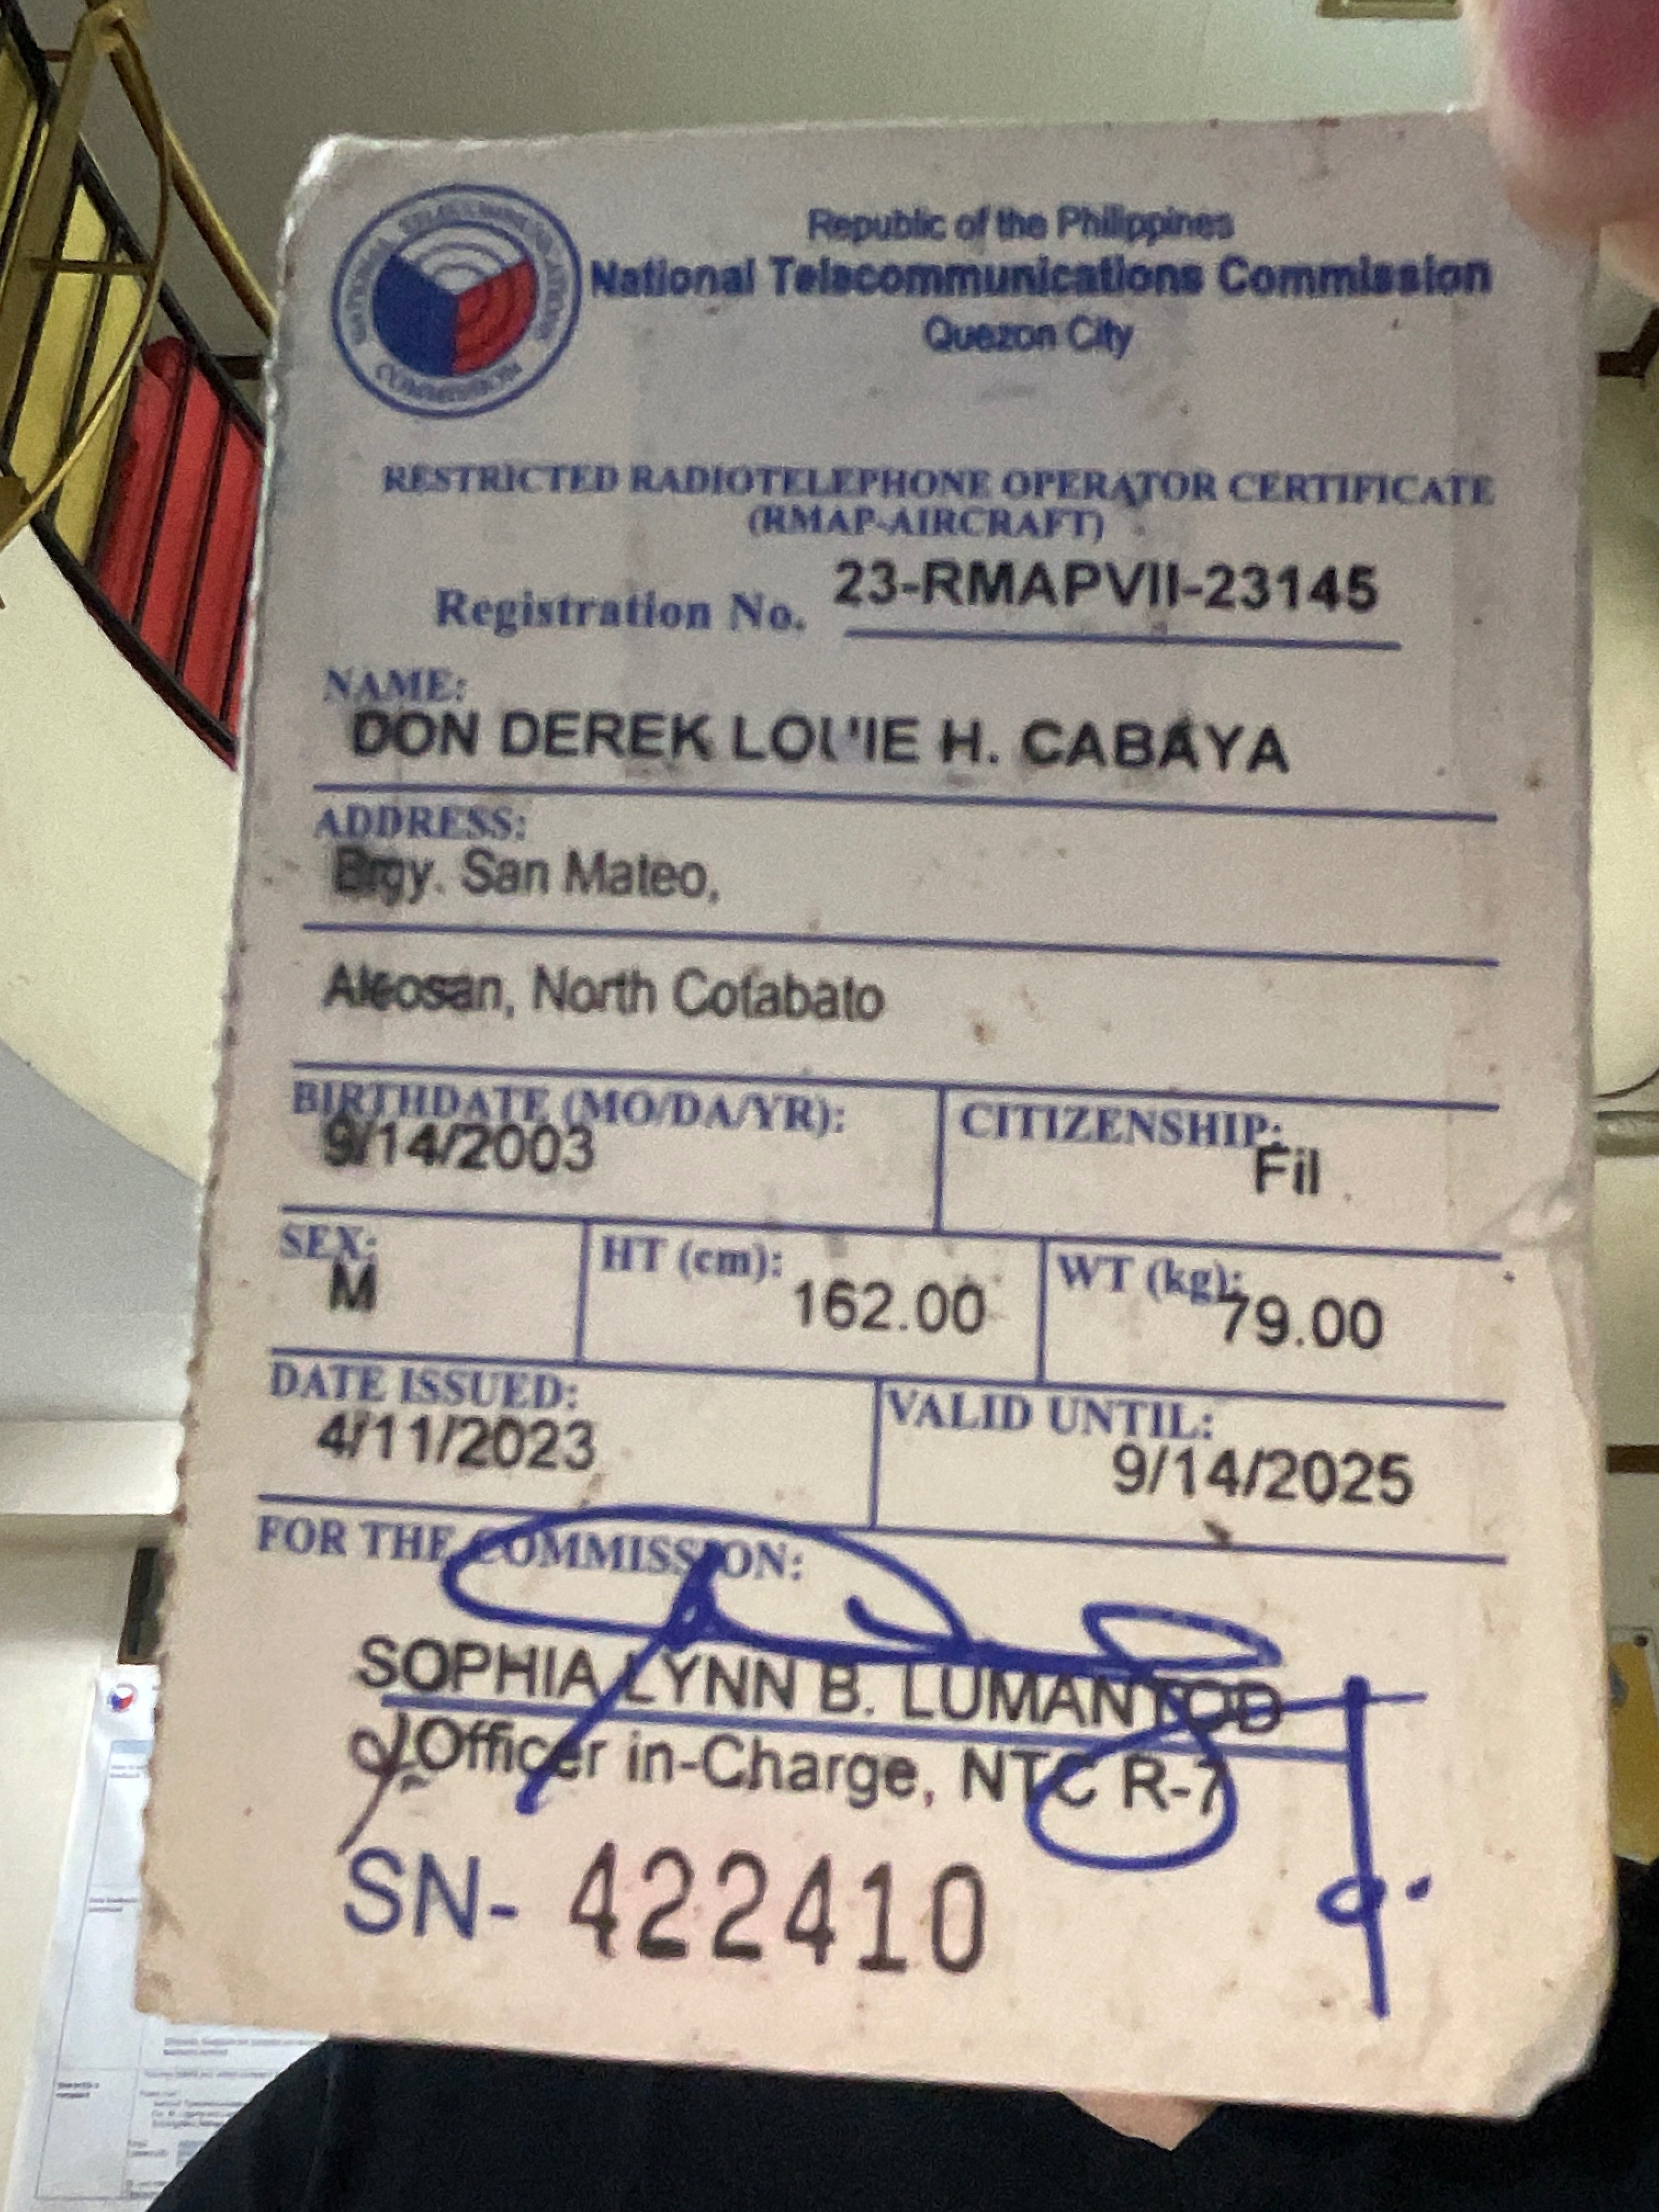 NATIONAL TELECOMMUNICATIONS COMMISSION
Republic of the Philippines
National Telecommunications Commission
Quezon City
RESTRICTED RADIOTELEPHONE OPERATOR CERTIFICATE
(RMAP-AIRCRAFT)
Registration No. 23-RMAPVII-23145
NAME:
DON DEREK LOUIE H. CABAYA
ADDRESS:
Brgy. San Mateo,
Aleosan, North Cotabato
BIRTHDATE (MO/DA/YR): CITIZENSHIP:
9/14/2003 Fil
SEX: HT (cm): WT (kg):
M 162.00 79.00
DATE ISSUED: VALID UNTIL:
4/11/2023 9/14/2025
FOR THE COMMISSION:
SOPHIA LYNN B. LUMANTOD
Officer in-Charge, NTC R-7
SN- 422410